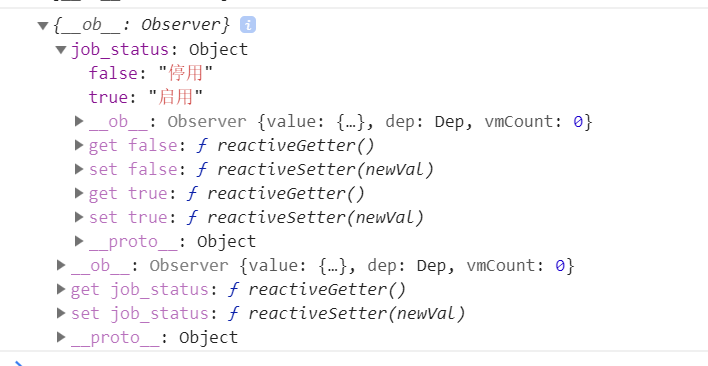 {__ob__: Observer} i
job_status: Object
false: "停用"
true: "启用"
__ob__: Observer {value: {…}, dep: Dep, vmCount: 0}
get false: ƒ reactiveGetter()
set false: ƒ reactiveSetter(newVal)
get true: ƒ reactiveGetter()
set true: ƒ reactiveSetter(newVal)
__proto__: Object
__ob__: Observer {value: {…}, dep: Dep, vmCount: 0}
get job_status: ƒ reactiveGetter()
set job_status: ƒ reactiveSetter(newVal)
__proto__: Object